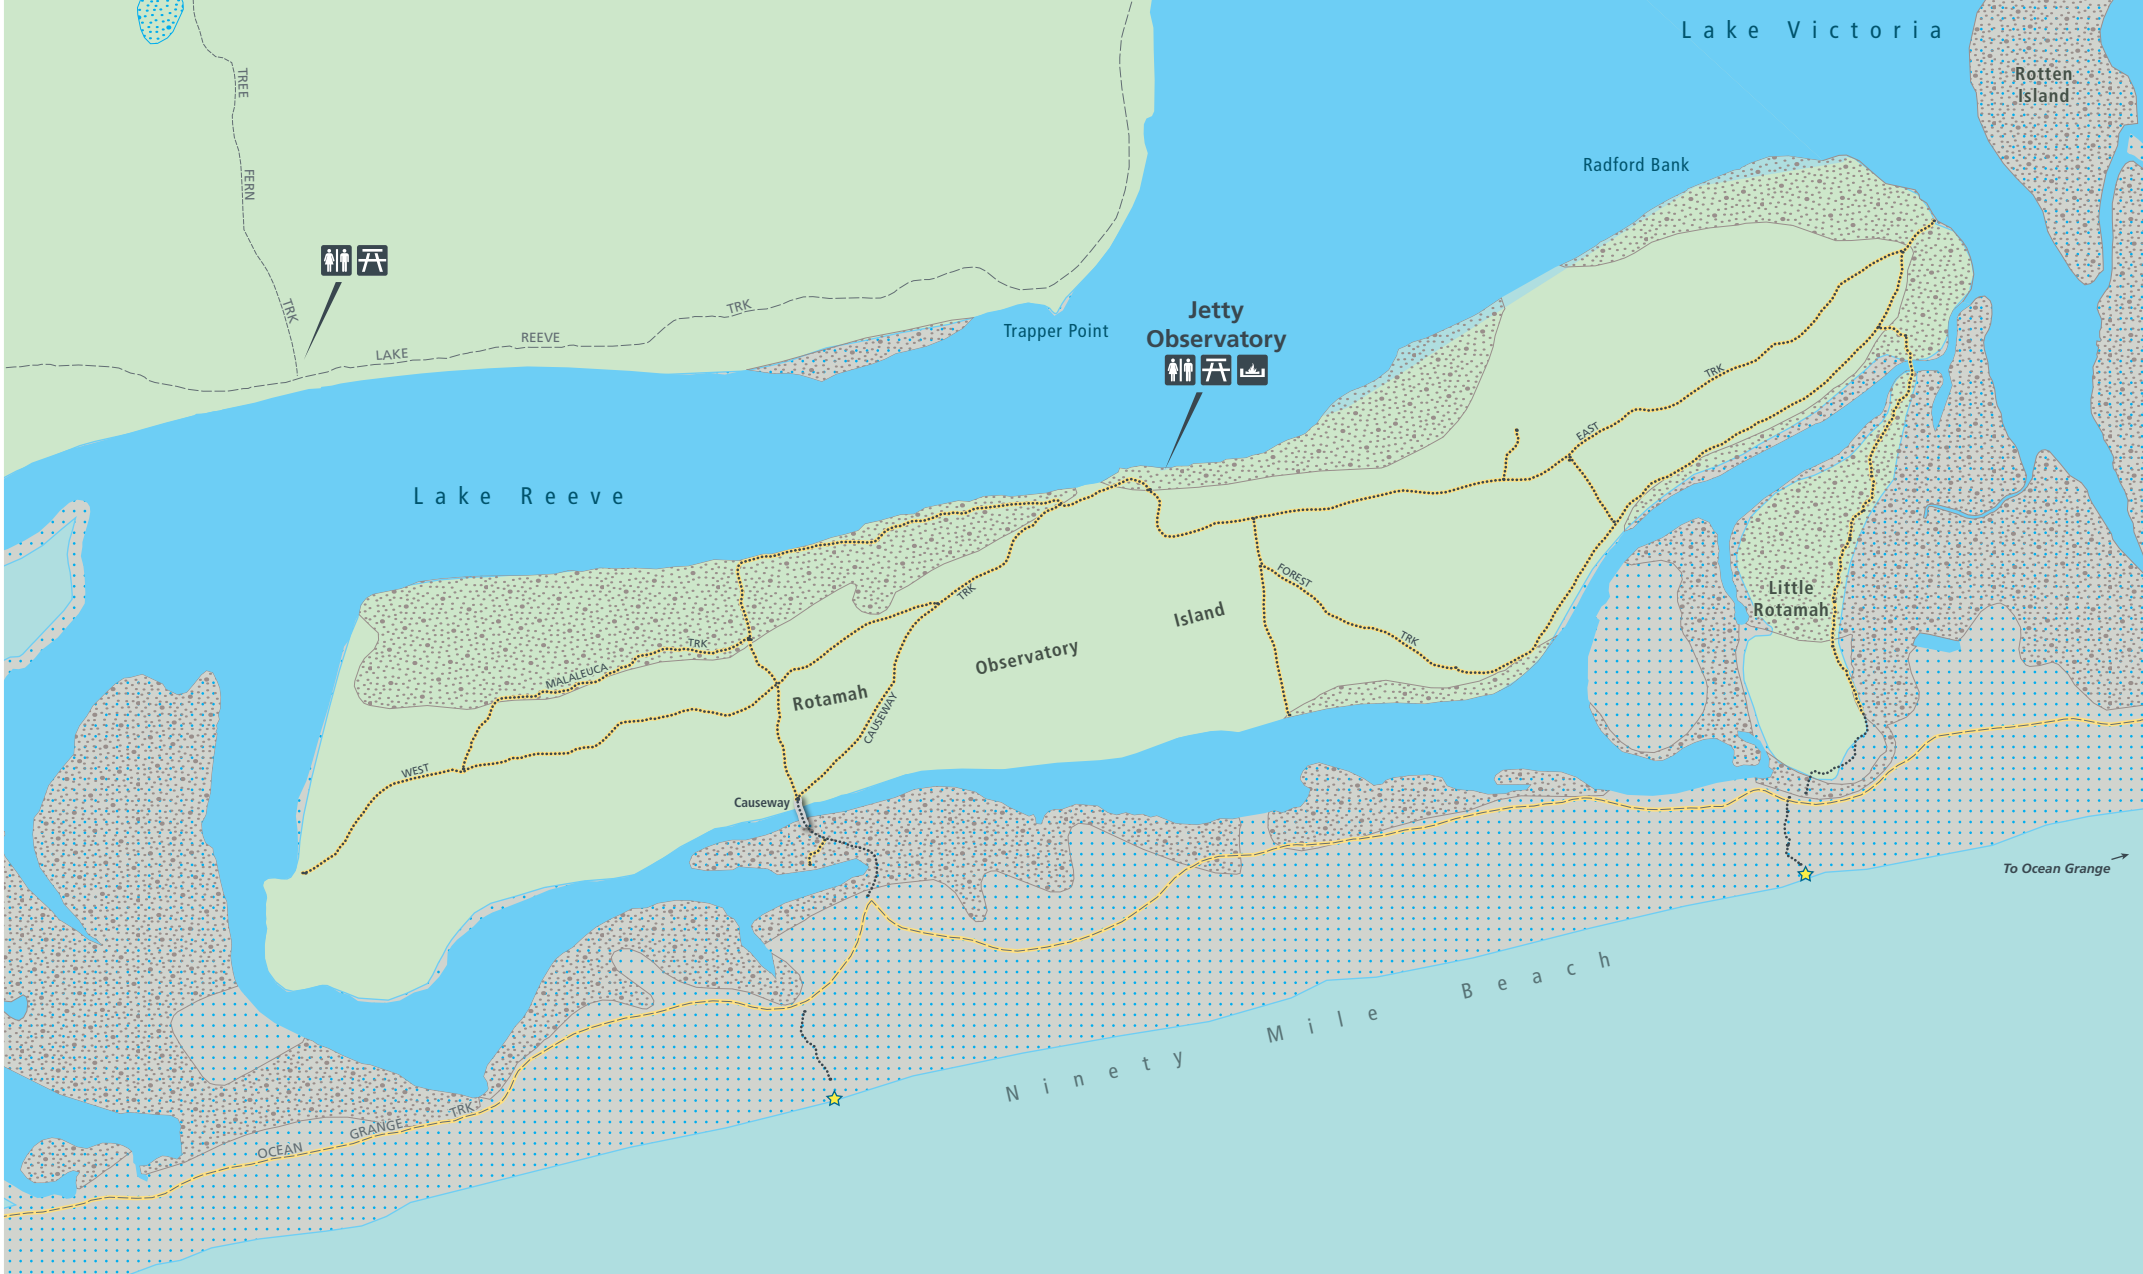 Lake Victoria
Rotten
Island
TREE
FERN
TRK
Radford Bank
LAKE
REEVE
TRK
Trapper Point
Jetty
Observatory
TRK
EAST
Lake Reeve
FOREST
TRK
Little
Rotamah
TRK
Island
Observatory
Rotamah
TRK
MALALEUCA
CAUSEWAY
WEST
Causeway
To Ocean Grange
Ninety Mile Beach
OCEAN GRANGE TRK